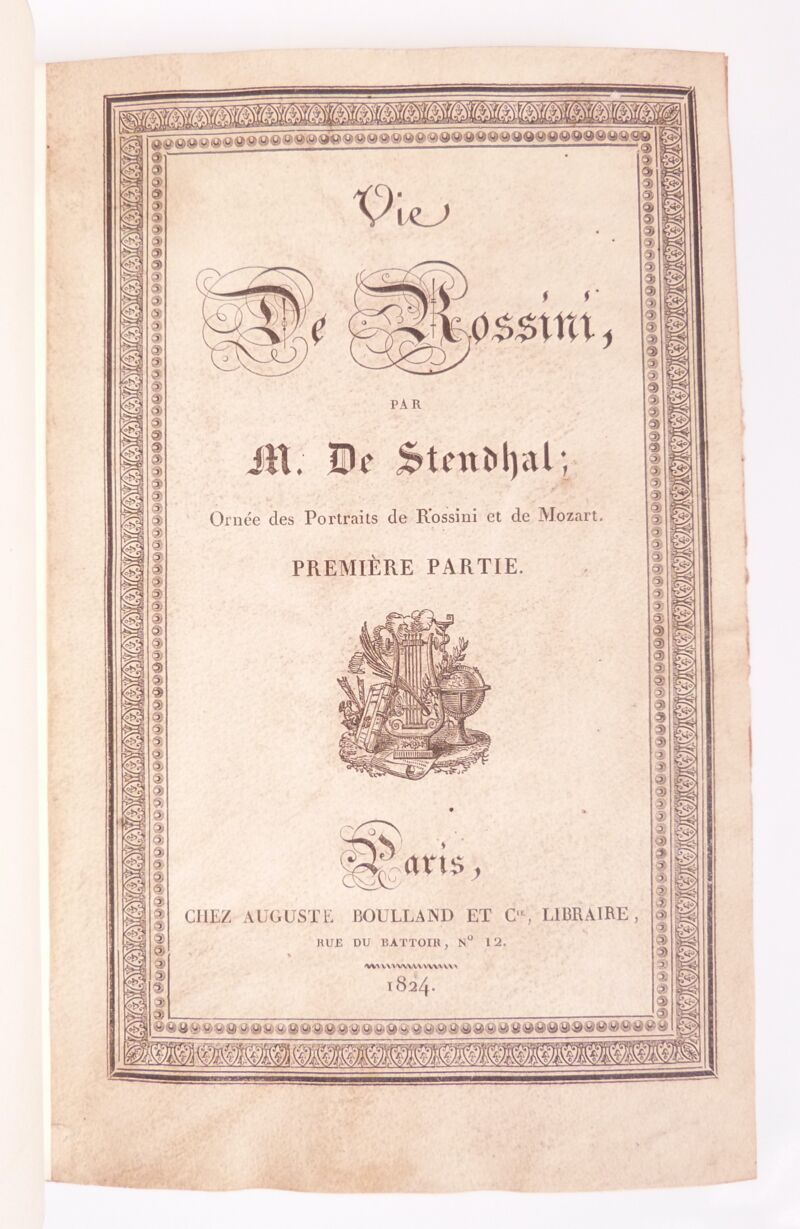 Vie
De Rossini,
PAR
M. De Stendhal;
Ornée des Portraits de Rossini et de Mozart.
PREMIÈRE PARTIE.
Paris,
CHEZ AUGUSTE BOULLAND ET Cie, LIBRAIRE,
RUE DU BATTOIR, N° 12.
1824.